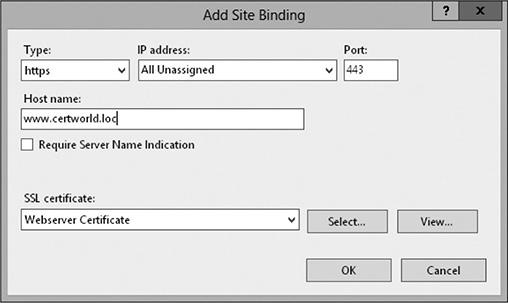 Add Site Binding
? x
Type: IP address: Port:
https All Unassigned 443
Host name:
www.certworld.loc
Require Server Name Indication
SSL certificate:
Webserver Certificate Select... View...
OK Cancel